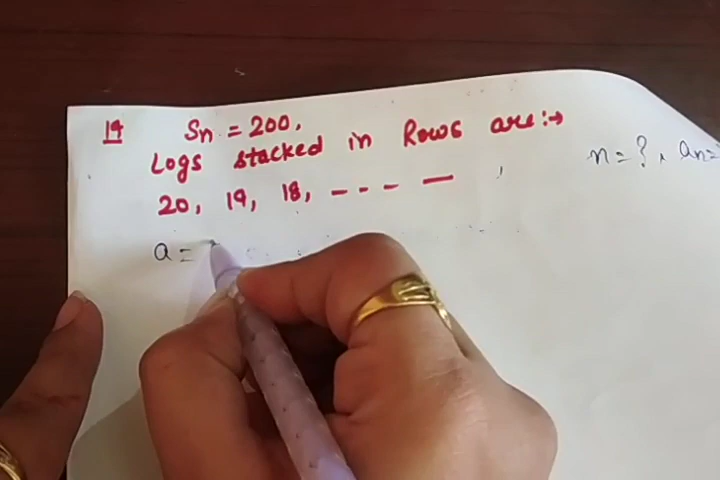 14 Sn = 200,
Logs stacked in Rows are:→
n = ? , an =
20, 19, 18, - - - —
a =